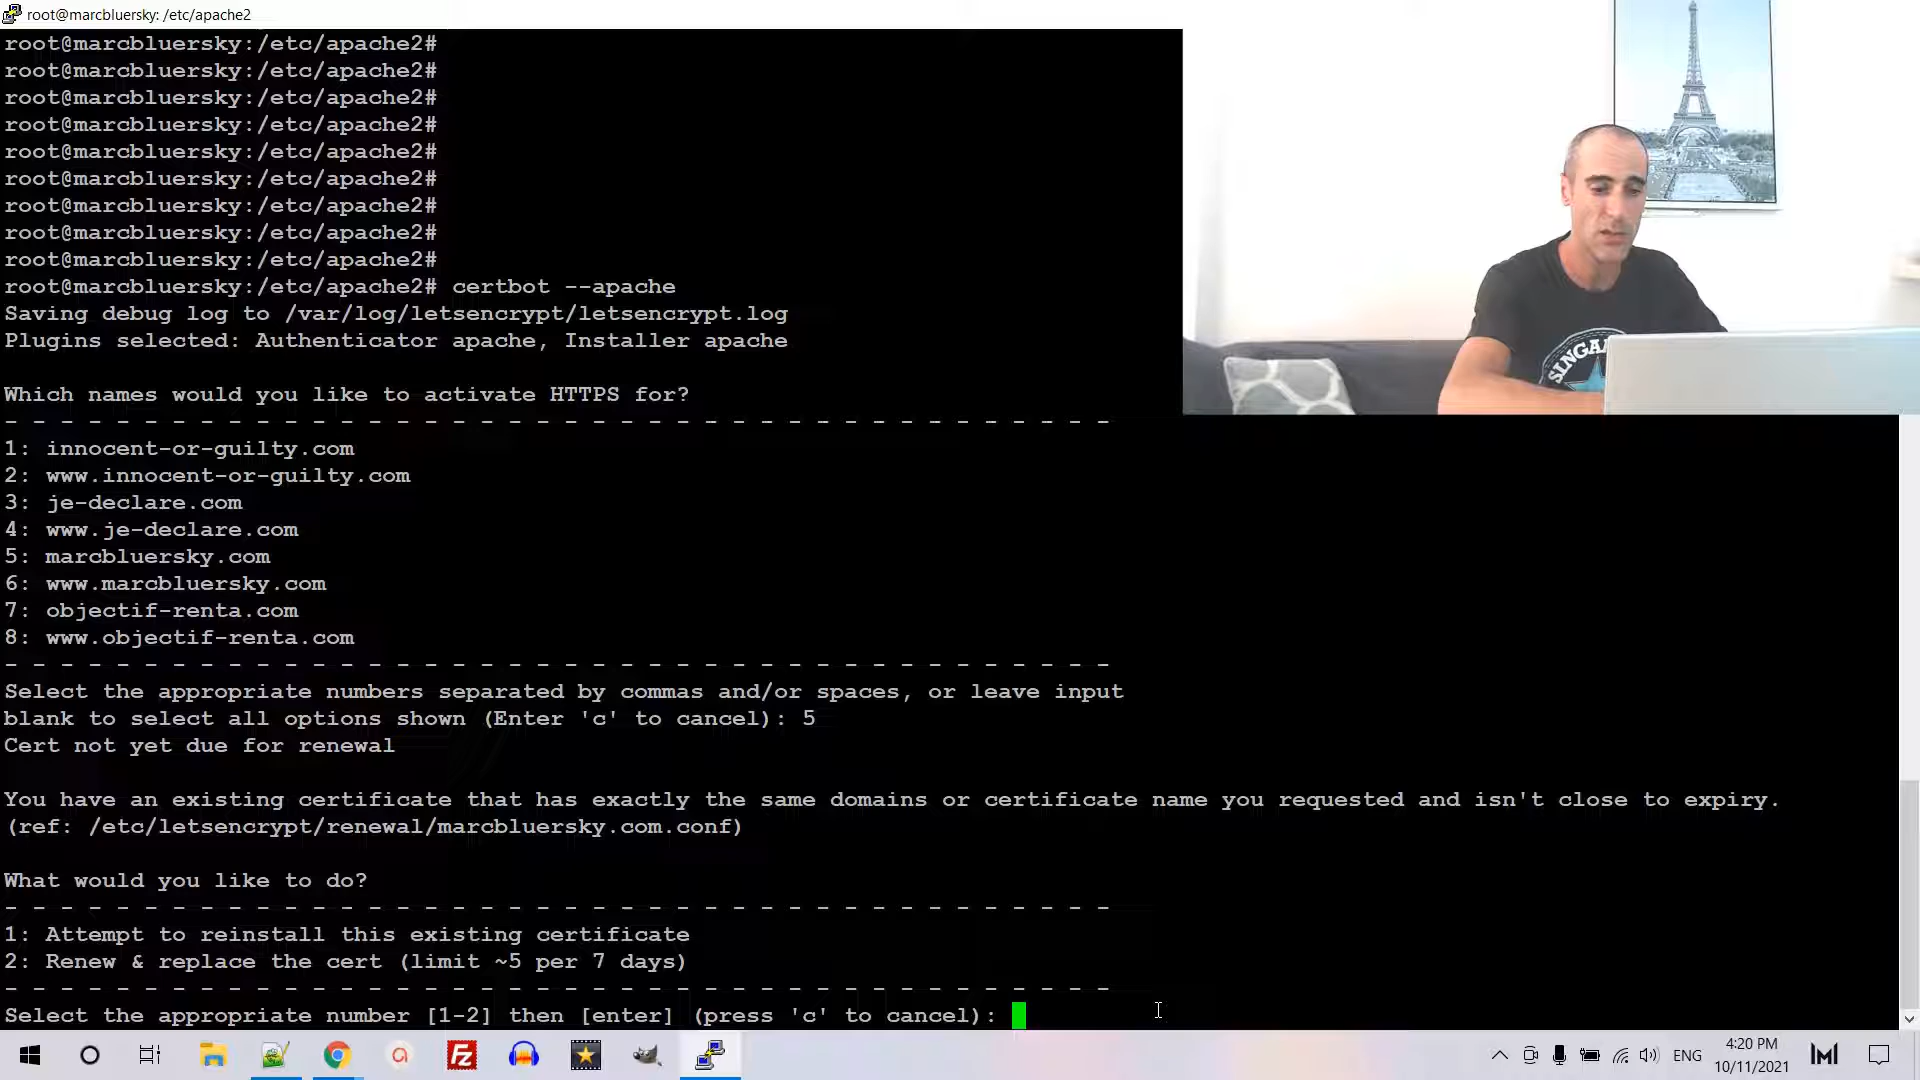 root@marcbluersky: /etc/apache2
root@marcbluersky:/etc/apache2#
root@marcbluersky:/etc/apache2#
root@marcbluersky:/etc/apache2#
root@marcbluersky:/etc/apache2#
root@marcbluersky:/etc/apache2#
root@marcbluersky:/etc/apache2#
root@marcbluersky:/etc/apache2#
root@marcbluersky:/etc/apache2#
root@marcbluersky:/etc/apache2#
root@marcbluersky:/etc/apache2# certbot --apache
Saving debug log to /var/log/letsencrypt/letsencrypt.log
Plugins selected: Authenticator apache, Installer apache
Which names would you like to activate HTTPS for?
- - - - - - - - - - - - - - - - - - - - - - - - - - - - - - - - - - - - - - - -
1: innocent-or-guilty.com
2: www.innocent-or-guilty.com
3: je-declare.com
4: www.je-declare.com
5: marcbluersky.com
6: www.marcbluersky.com
7: objectif-renta.com
8: www.objectif-renta.com
- - - - - - - - - - - - - - - - - - - - - - - - - - - - - - - - - - - - - - - -
Select the appropriate numbers separated by commas and/or spaces, or leave input
blank to select all options shown (Enter 'c' to cancel): 5
Cert not yet due for renewal
You have an existing certificate that has exactly the same domains or certificate name you requested and isn't close to expiry.
(ref: /etc/letsencrypt/renewal/marcbluersky.com.conf)
What would you like to do?
- - - - - - - - - - - - - - - - - - - - - - - - - - - - - - - - - - - - - - - -
1: Attempt to reinstall this existing certificate
2: Renew & replace the cert (limit ~5 per 7 days)
- - - - - - - - - - - - - - - - - - - - - - - - - - - - - - - - - - - - - - - -
Select the appropriate number [1-2] then [enter] (press 'c' to cancel):
ENG
4:20 PM
10/11/2021